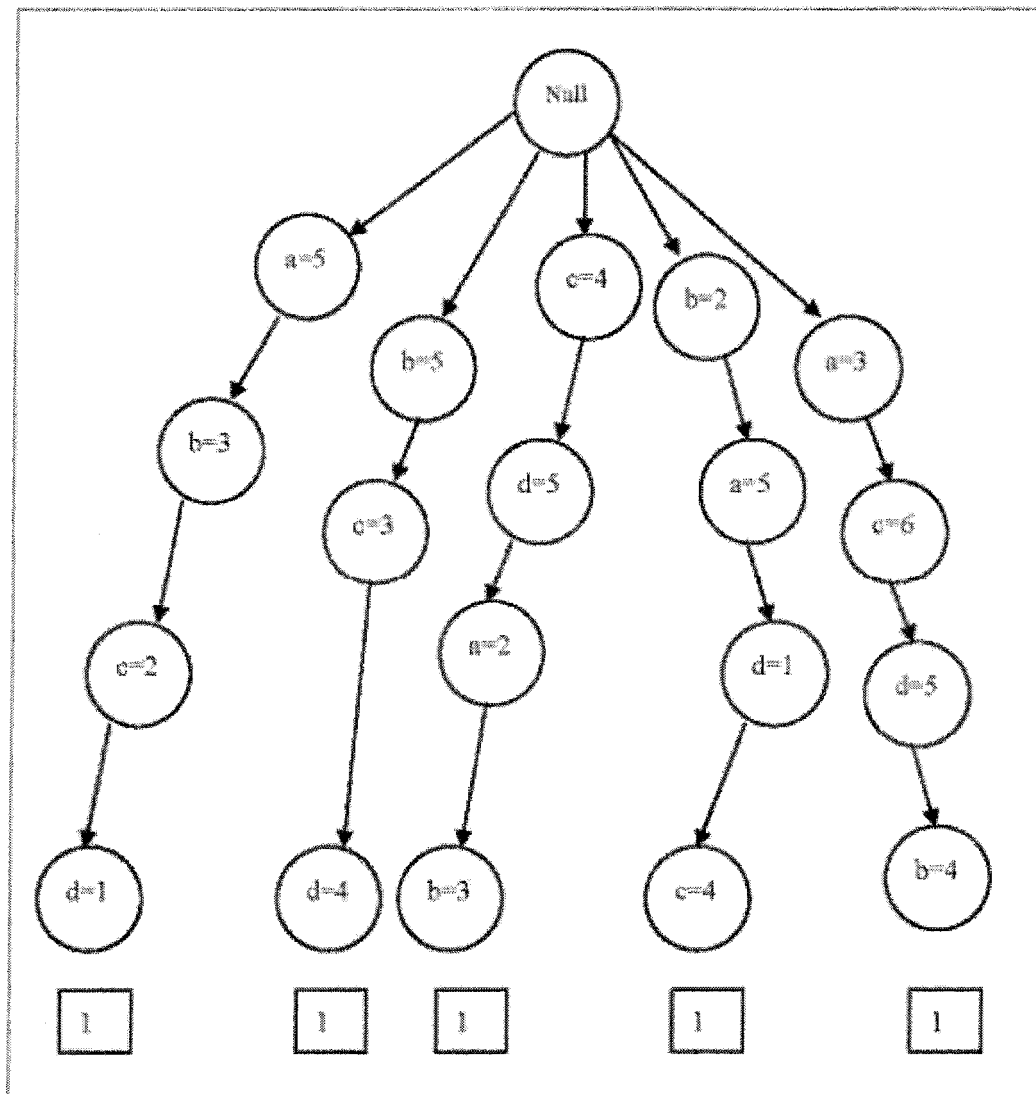 Null
a=5
c=4
b=2
b=5
a=3
b=3
d=5
a=5
c=3
c=6
c=2
a=2
d=1
d=5
d=1
d=4
b=3
c=4
b=4
1
1
1
1
1